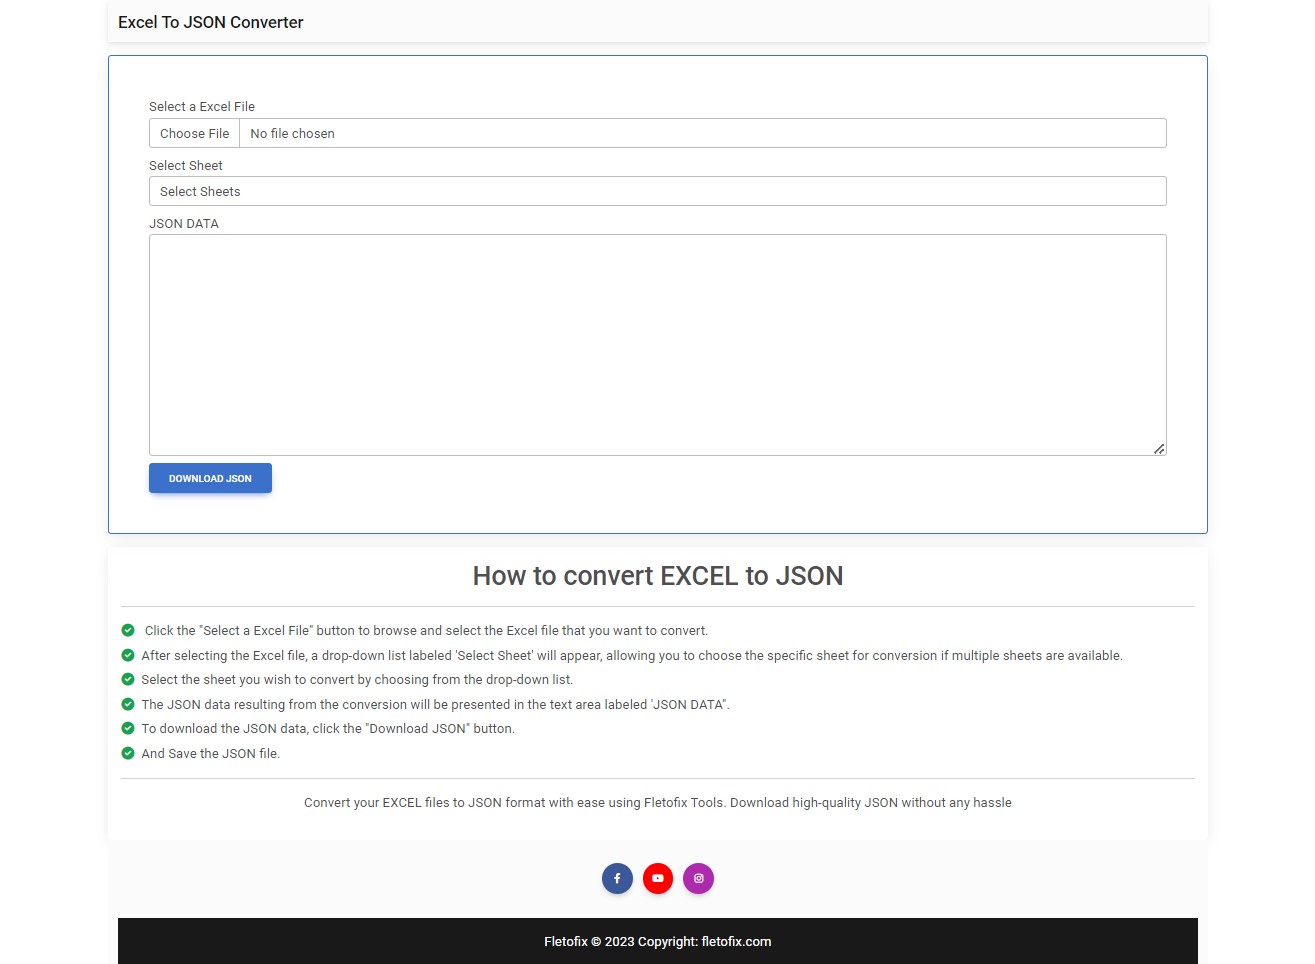 Excel To JSON Converter
Select a Excel File
Choose File No file chosen
Select Sheet
Select Sheets
JSON DATA
DOWNLOAD JSON
How to convert EXCEL to JSON
Click the "Select a Excel File" button to browse and select the Excel file that you want to convert.
After selecting the Excel file, a drop-down list labeled 'Select Sheet' will appear, allowing you to choose the specific sheet for conversion if multiple sheets are available.
Select the sheet you wish to convert by choosing from the drop-down list.
The JSON data resulting from the conversion will be presented in the text area labeled 'JSON DATA".
To download the JSON data, click the "Download JSON" button.
And Save the JSON file.
Convert your EXCEL files to JSON format with ease using Fletofix Tools. Download high-quality JSON without any hassle
Fletofix © 2023 Copyright: fletofix.com